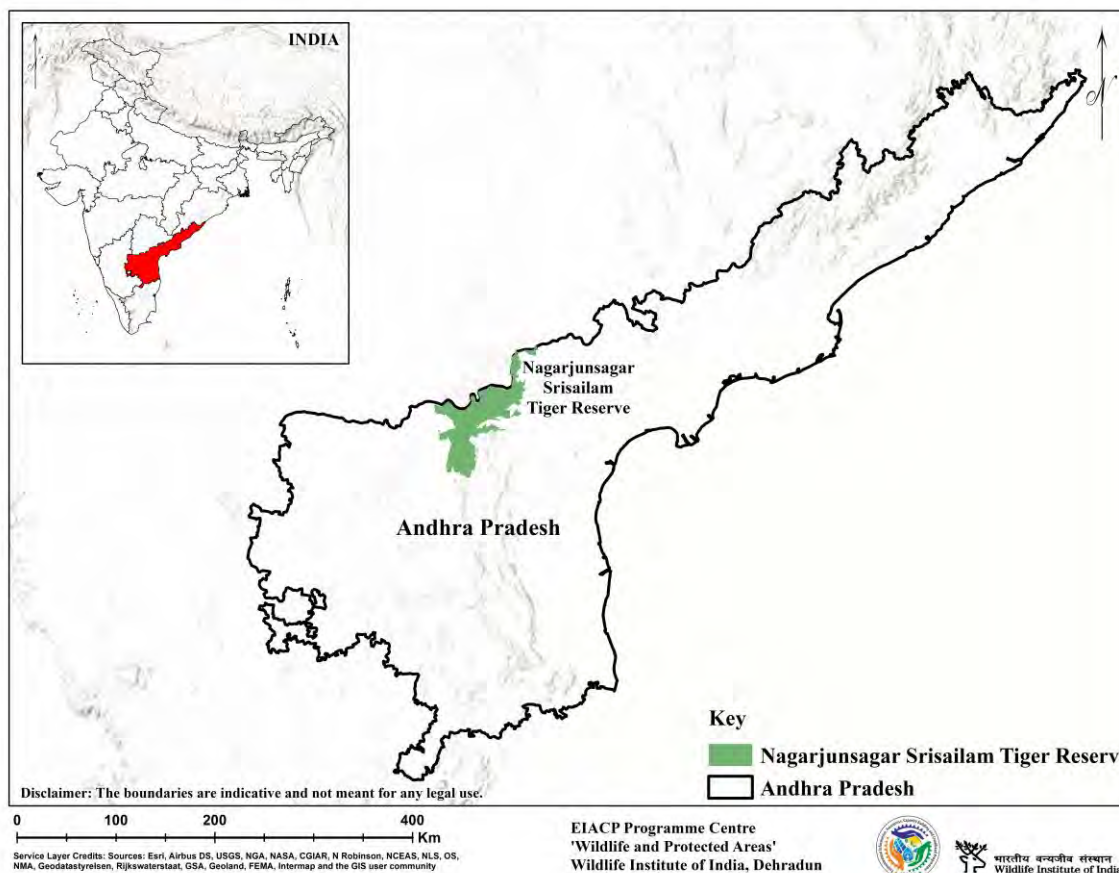 INDIA
Nagarjunsagar
Srisailam
Tiger Reserve
Andhra Pradesh
Key
Nagarjunsagar Srisailam Tiger Reserv
Andhra Pradesh
Disclaimer: The boundaries are indicative and not meant for any legal use.
0 100 200 400
Km
Service Layer Credits: Sources: Esri, Airbus DS, USGS, NGA, NASA, CGIAR, N Robinson, NCEAS, NLS, OS,
NMA, Geodatastyrelsen, Rijkswaterstaat, GSA, Geoland, FEMA, Intermap and the GIS user community
EIACP Programme Centre
'Wildlife and Protected Areas'
Wildlife Institute of India, Dehradun
भारतीय वन्यजीव संस्थान
Wildlife Institute of India